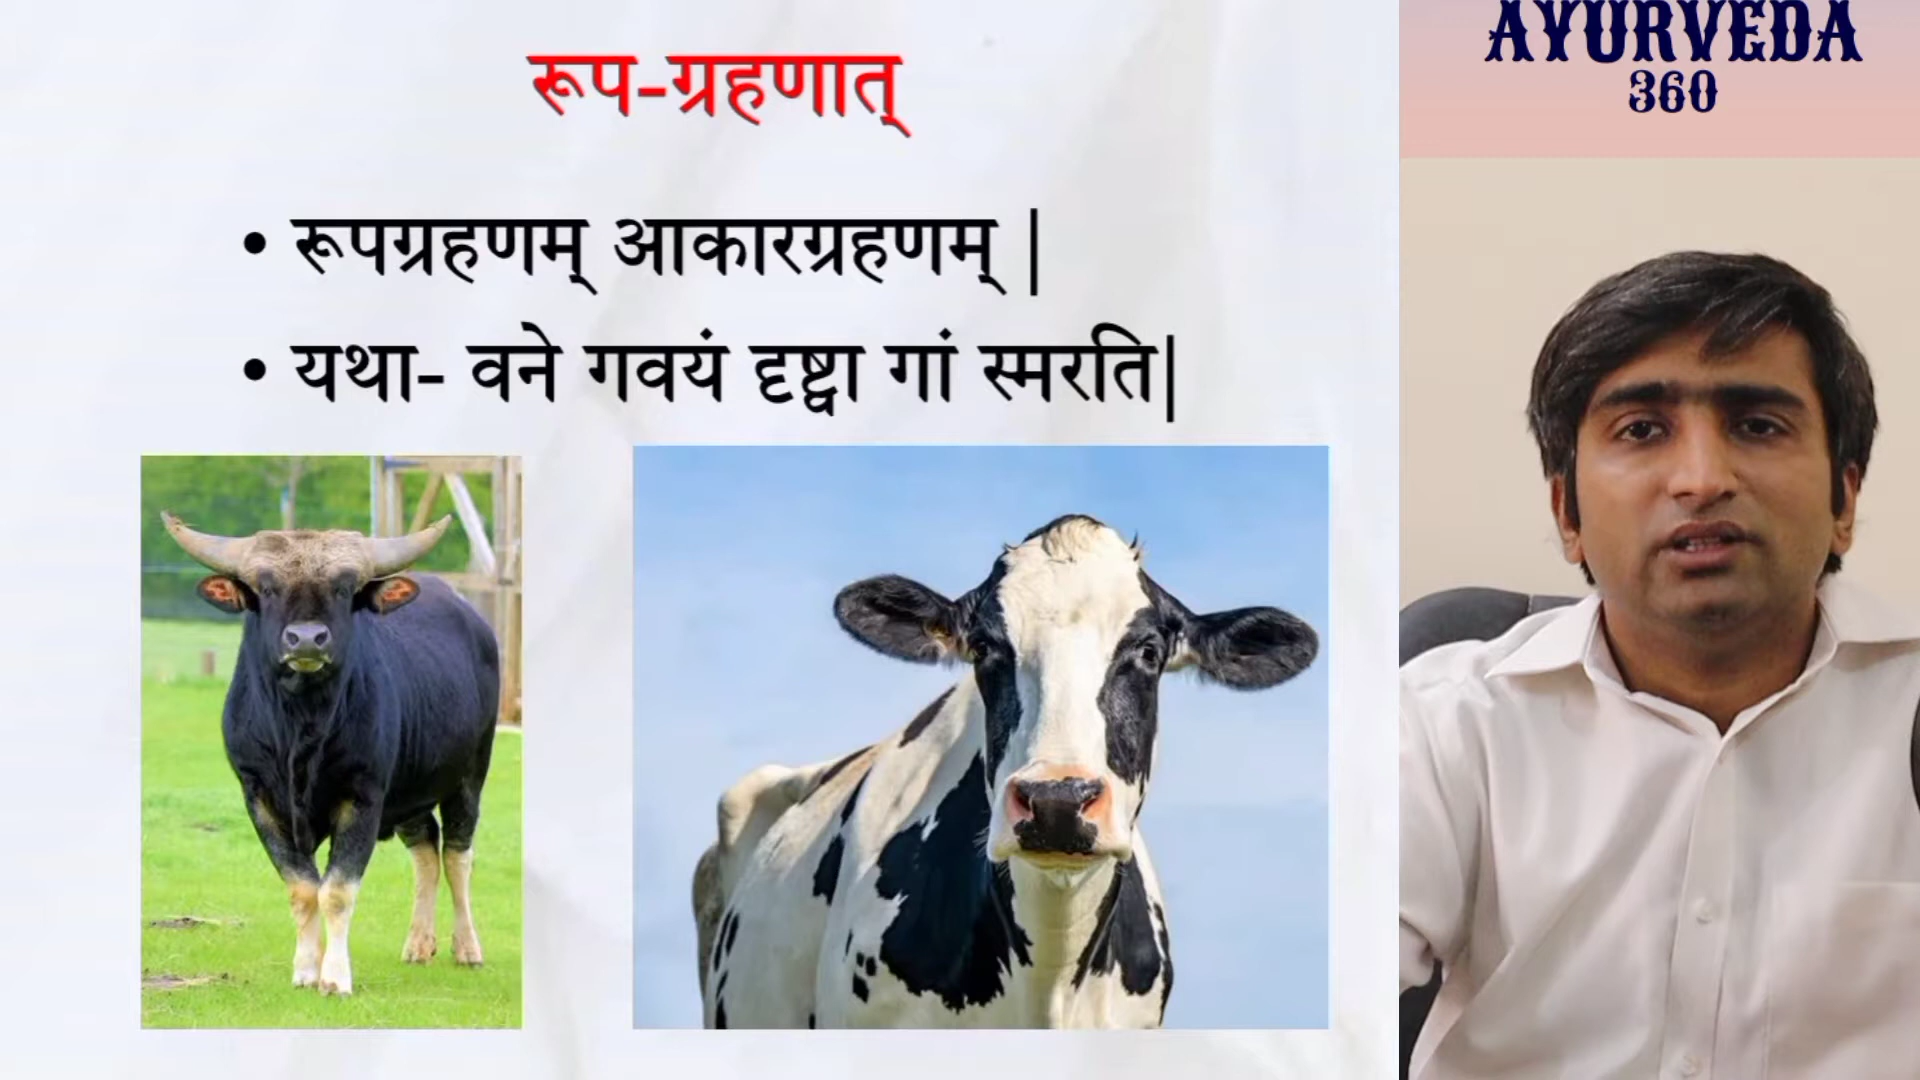 रूप-ग्रहणात्
• रूपग्रहणम् आकारग्रहणम् |
• यथा- वने गवयं दृष्ट्वा गां स्मरति|
AYURVEDA
360